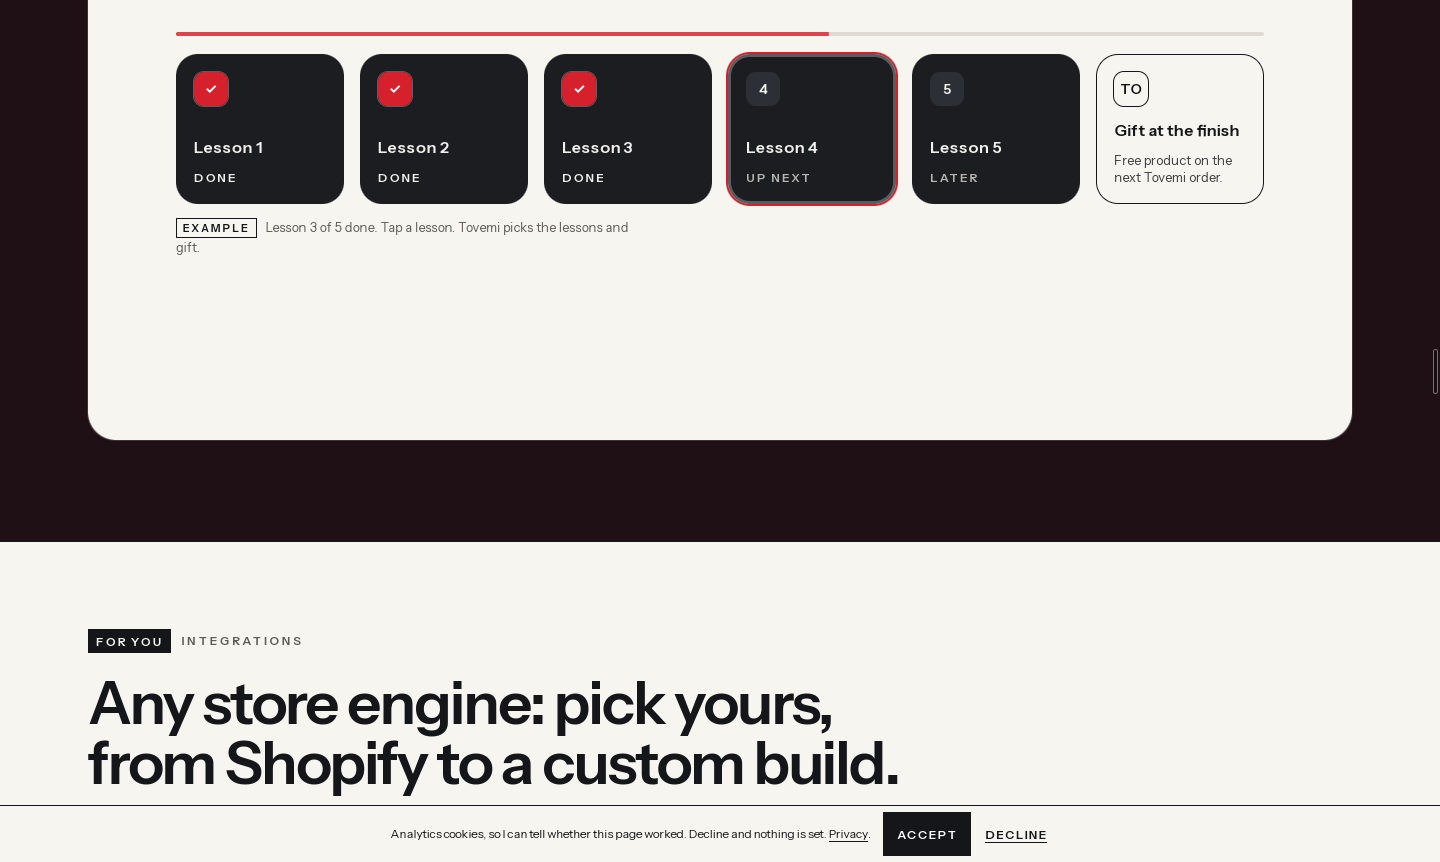 4
5
TO
Lesson 1
Lesson 2
Lesson 3
Lesson 4
Lesson 5
Gift at the finish
DONE
DONE
DONE
UP NEXT
LATER
Free product on the
next Tovemi order.
EXAMPLE Lesson 3 of 5 done. Tap a lesson. Tovemi picks the lessons and
gift.
FOR YOU INTEGRATIONS
Any store engine: pick yours,
from Shopify to a custom build.
Analytics cookies, so I can tell whether this page worked. Decline and nothing is set. Privacy.
ACCEPT
DECLINE